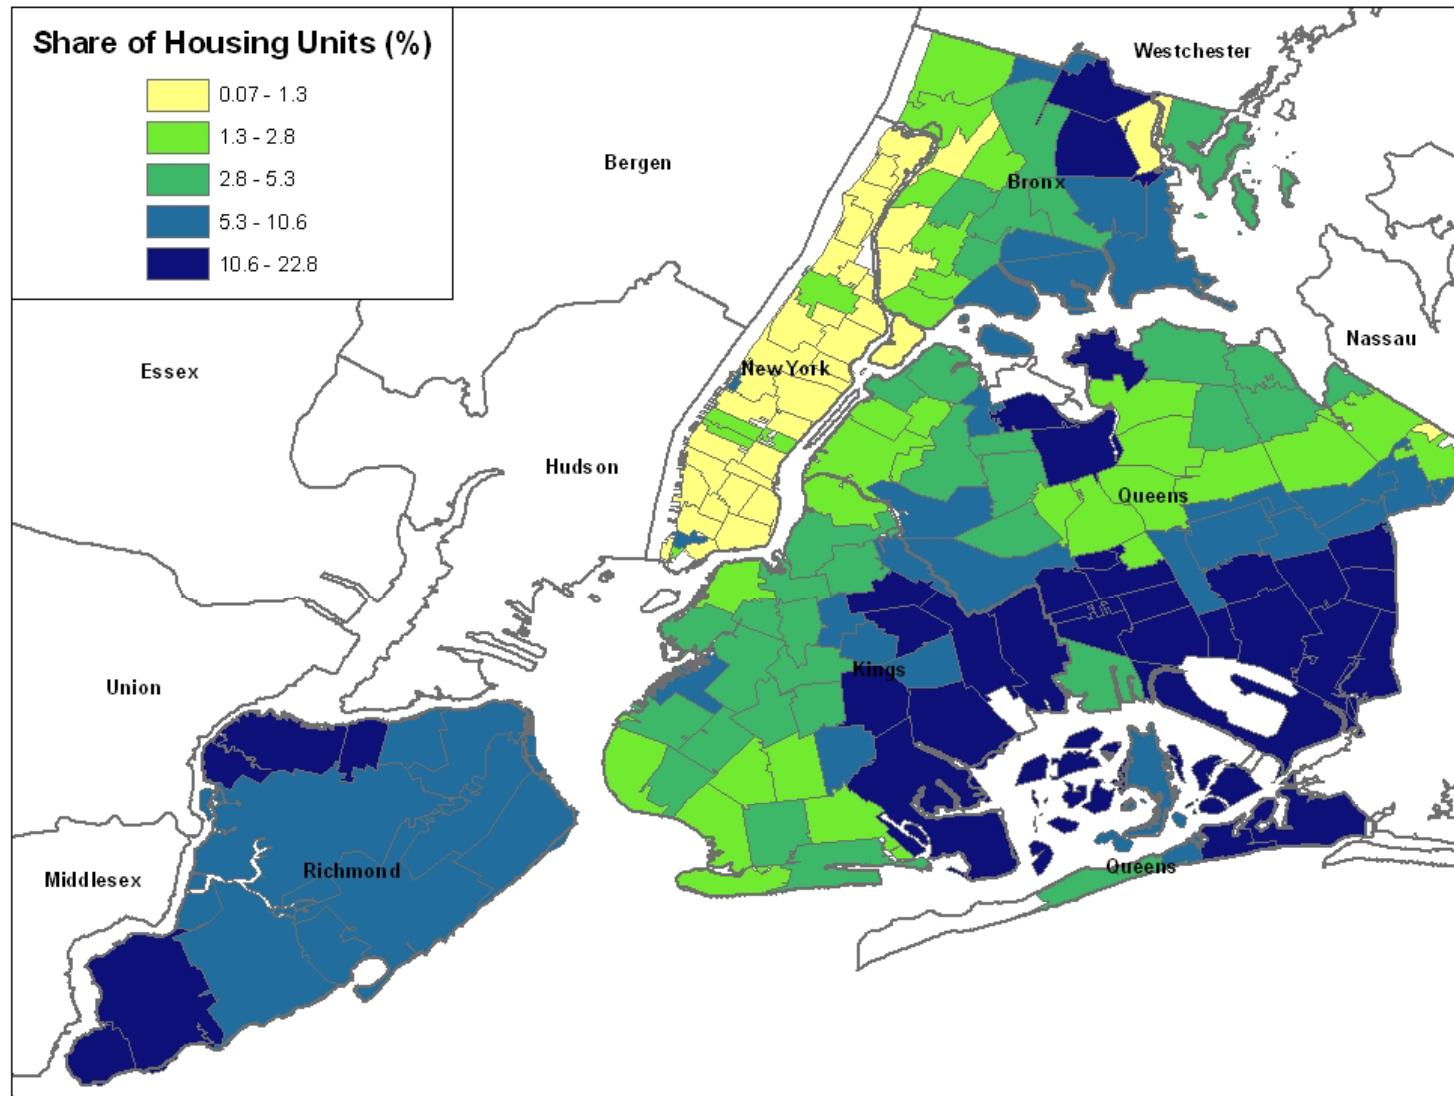 Share of Housing Units (%)
0.07 - 1.3
1.3 - 2.8
2.8 - 5.3
5.3 - 10.6
10.6 - 22.8
Westchester
Bergen
Bronx
Nassau
Essex
New York
Hudson
Queens
Kings
Union
Richmond
Middlesex
Queens